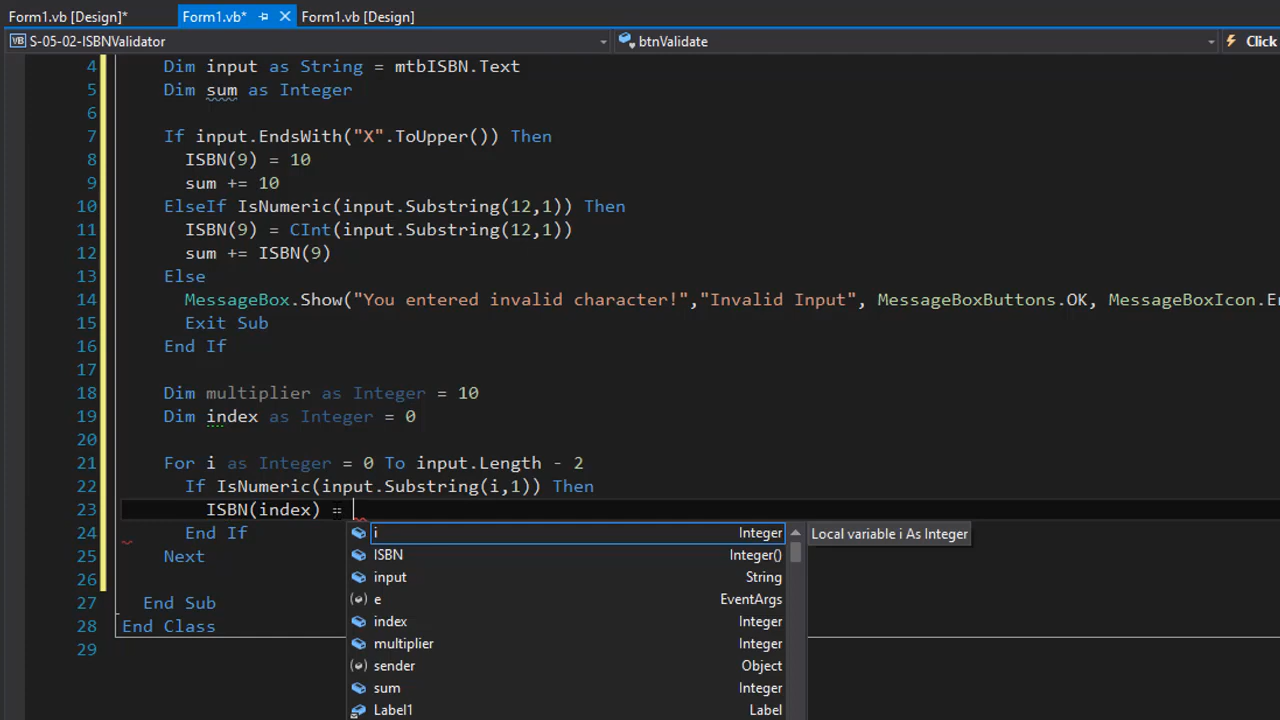 Form1.vb [Design]* Form1.vb* Form1.vb [Design]
VB S-05-02-ISBNValidator btnValidate Click
4 Dim input as String = mtbISBN.Text
5 Dim sum as Integer
6
7 If input.EndsWith("X".ToUpper()) Then
8 ISBN(9) = 10
9 sum += 10
10 ElseIf IsNumeric(input.Substring(12,1)) Then
11 ISBN(9) = CInt(input.Substring(12,1))
12 sum += ISBN(9)
13 Else
14 MessageBox.Show("You entered invalid character!","Invalid Input", MessageBoxButtons.OK, MessageBoxIcon.E
15 Exit Sub
16 End If
17
18 Dim multiplier as Integer = 10
19 Dim index as Integer = 0
20
21 For i as Integer = 0 To input.Length - 2
22 If IsNumeric(input.Substring(i,1)) Then
23 ISBN(index) =
24 End If
25 Next
26
27 End Sub
28 End Class
29
i Integer Local variable i As Integer
ISBN Integer()
input String
e EventArgs
index Integer
multiplier Integer
sender Object
sum Integer
Label1 Label